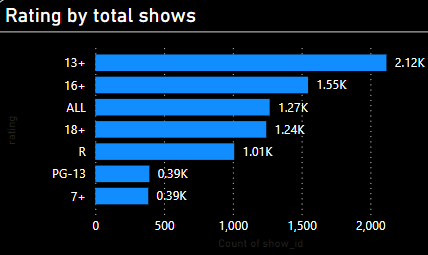 Rating by total shows
13+ 2.12K
16+ 1.55K
ALL 1.27K
18+ 1.24K
R 1.01K
PG-13 0.39K
7+ 0.39K
rating
0 500 1,000 1,500 2,000
Count of show_id